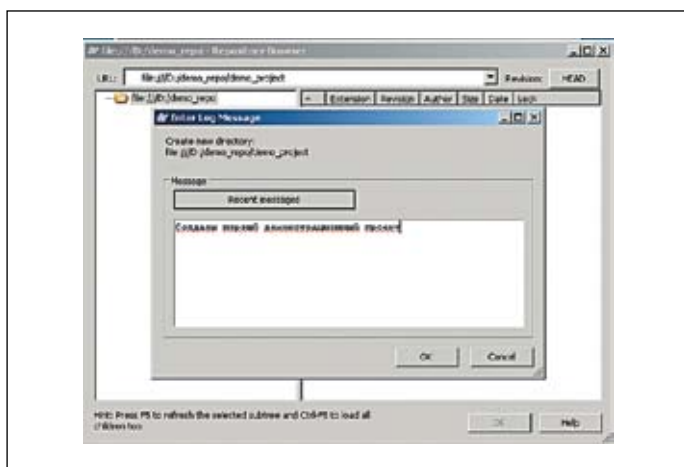 file:///D:/demo_repo - Repository Browser
URL: file:///D:/demo_repo/demo_project Revision: HEAD
file:///D:/demo_repo
Extension Revision Author Size Date Lock
Enter Log Message
Create new directory:
file:///D:/demo_repo/demo_project
Message
Recent messages
Создаем первый демонстрационный проект
OK Cancel
Hint: Press F5 to refresh the selected subtree and Ctrl-F5 to load all
children too
OK Help